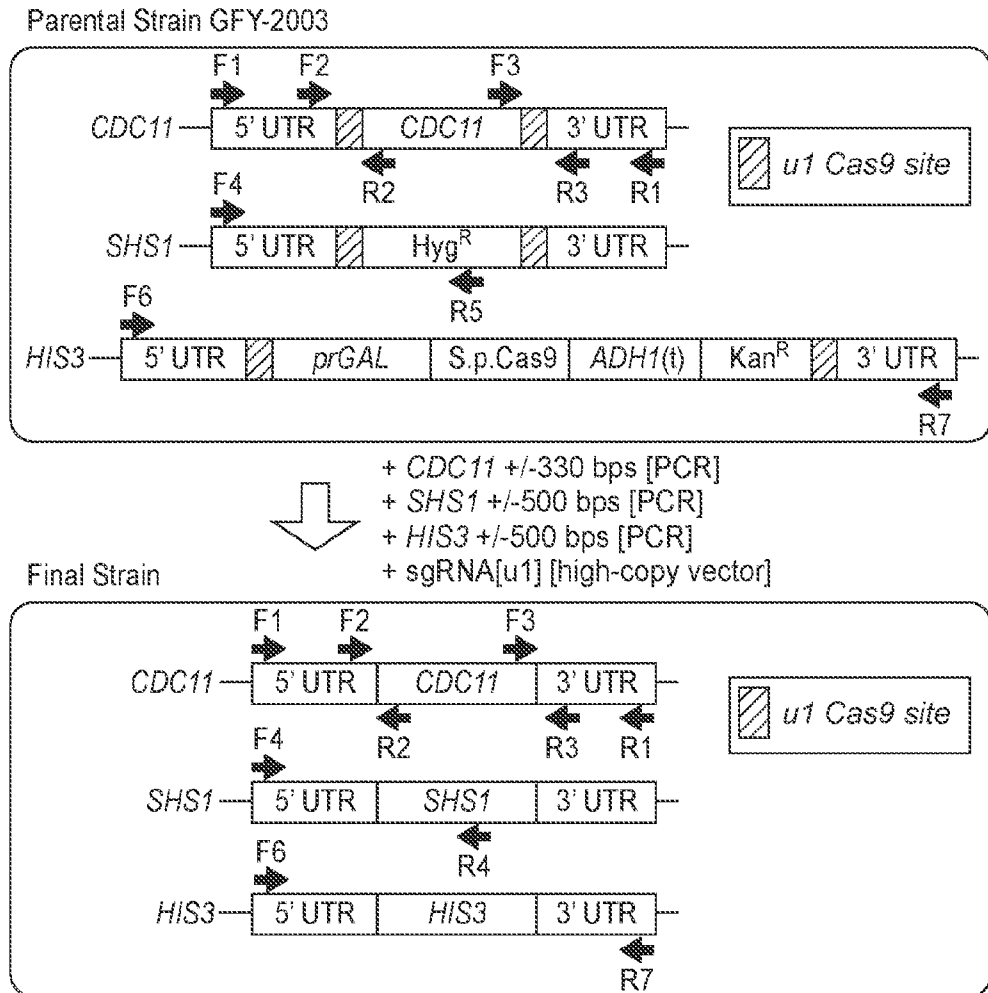 Parental Strain GFY-2003
F1 F2 F3
CDC11 5' UTR CDC11 3' UTR
R2 R3 R1
u1 Cas9 site
F4
SHS1 5' UTR Hyg^R 3' UTR
R5
F6
HIS3 5' UTR prGAL S.p.Cas9 ADH1(t) Kan^R 3' UTR
R7
+ CDC11 +/-330 bps [PCR]
+ SHS1 +/-500 bps [PCR]
+ HIS3 +/-500 bps [PCR]
+ sgRNA[u1] [high-copy vector]
Final Strain
F1 F2 F3
CDC11 5' UTR CDC11 3' UTR
R2 R3 R1
u1 Cas9 site
F4
SHS1 5' UTR SHS1 3' UTR
R4
F6
HIS3 5' UTR HIS3 3' UTR
R7